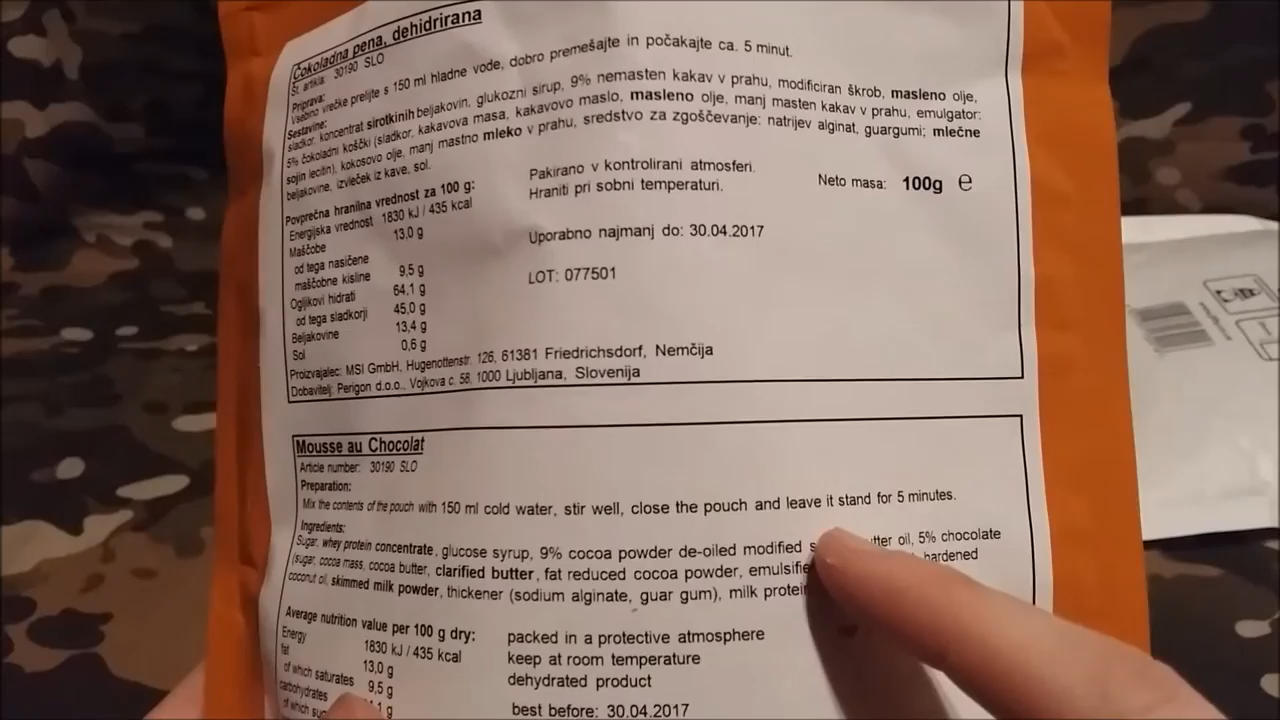 Čokoladna pena, dehidrirana
Št. artikla: 30190 SLO
Priprava:
Vsebino vrečke prelijte s 150 ml hladne vode, dobro premešajte in počakajte ca. 5 minut.
Sestavine:
sladkor, koncentrat sirotkinih beljakovin, glukozni sirup, 9% nemasten kakav v prahu, modificiran škrob, masleno olje,
5% čokoladni koščki (sladkor, kakavova masa, kakavovo maslo, masleno olje, manj masten kakav v prahu, emulgator:
sojin lecitin), kokosovo olje, manj mastno mleko v prahu, sredstvo za zgoščevanje: natrijev alginat, guargumi; mlečne
beljakovine, izvleček iz kave, sol.
Povprečna hranilna vrednost za 100 g:
Energijska vrednost 1830 kJ / 435 kcal
Maščobe 13,0 g
od tega nasičene
maščobne kisline 9,5 g
Ogljikovi hidrati 64,1 g
od tega sladkorji 45,0 g
Beljakovine 13,4 g
Sol 0,6 g
Pakirano v kontrolirani atmosferi.
Hraniti pri sobni temperaturi.
Neto masa: 100g e
Uporabno najmanj do: 30.04.2017
LOT: 077501
Proizvajalec: MSI GmbH, Hugenottenstr. 126, 61381 Friedrichsdorf, Nemčija
Dobavitelj: Perigon d.o.o., Vojkova c. 58, 1000 Ljubljana, Slovenija
Mousse au Chocolat
Article number: 30190 SLO
Preparation:
Mix the contents of the pouch with 150 ml cold water, stir well, close the pouch and leave it stand for 5 minutes.
Ingredients:
Sugar, whey protein concentrate, glucose syrup, 9% cocoa powder de-oiled modified oil, 5% chocolate
(sugar, cocoa mass, cocoa butter, clarified butter, fat reduced cocoa powder, hardened
coconut oil, skimmed milk powder, thickener (sodium alginate, guar gum), milk
Average nutrition value per 100 g dry:
Energy 1830 kJ / 435 kcal
fat 13,0 g
of which saturates 9,5 g
carbohydrates
of which
packed in a protective atmosphere
keep at room temperature
dehydrated product
best before: 30.04.2017